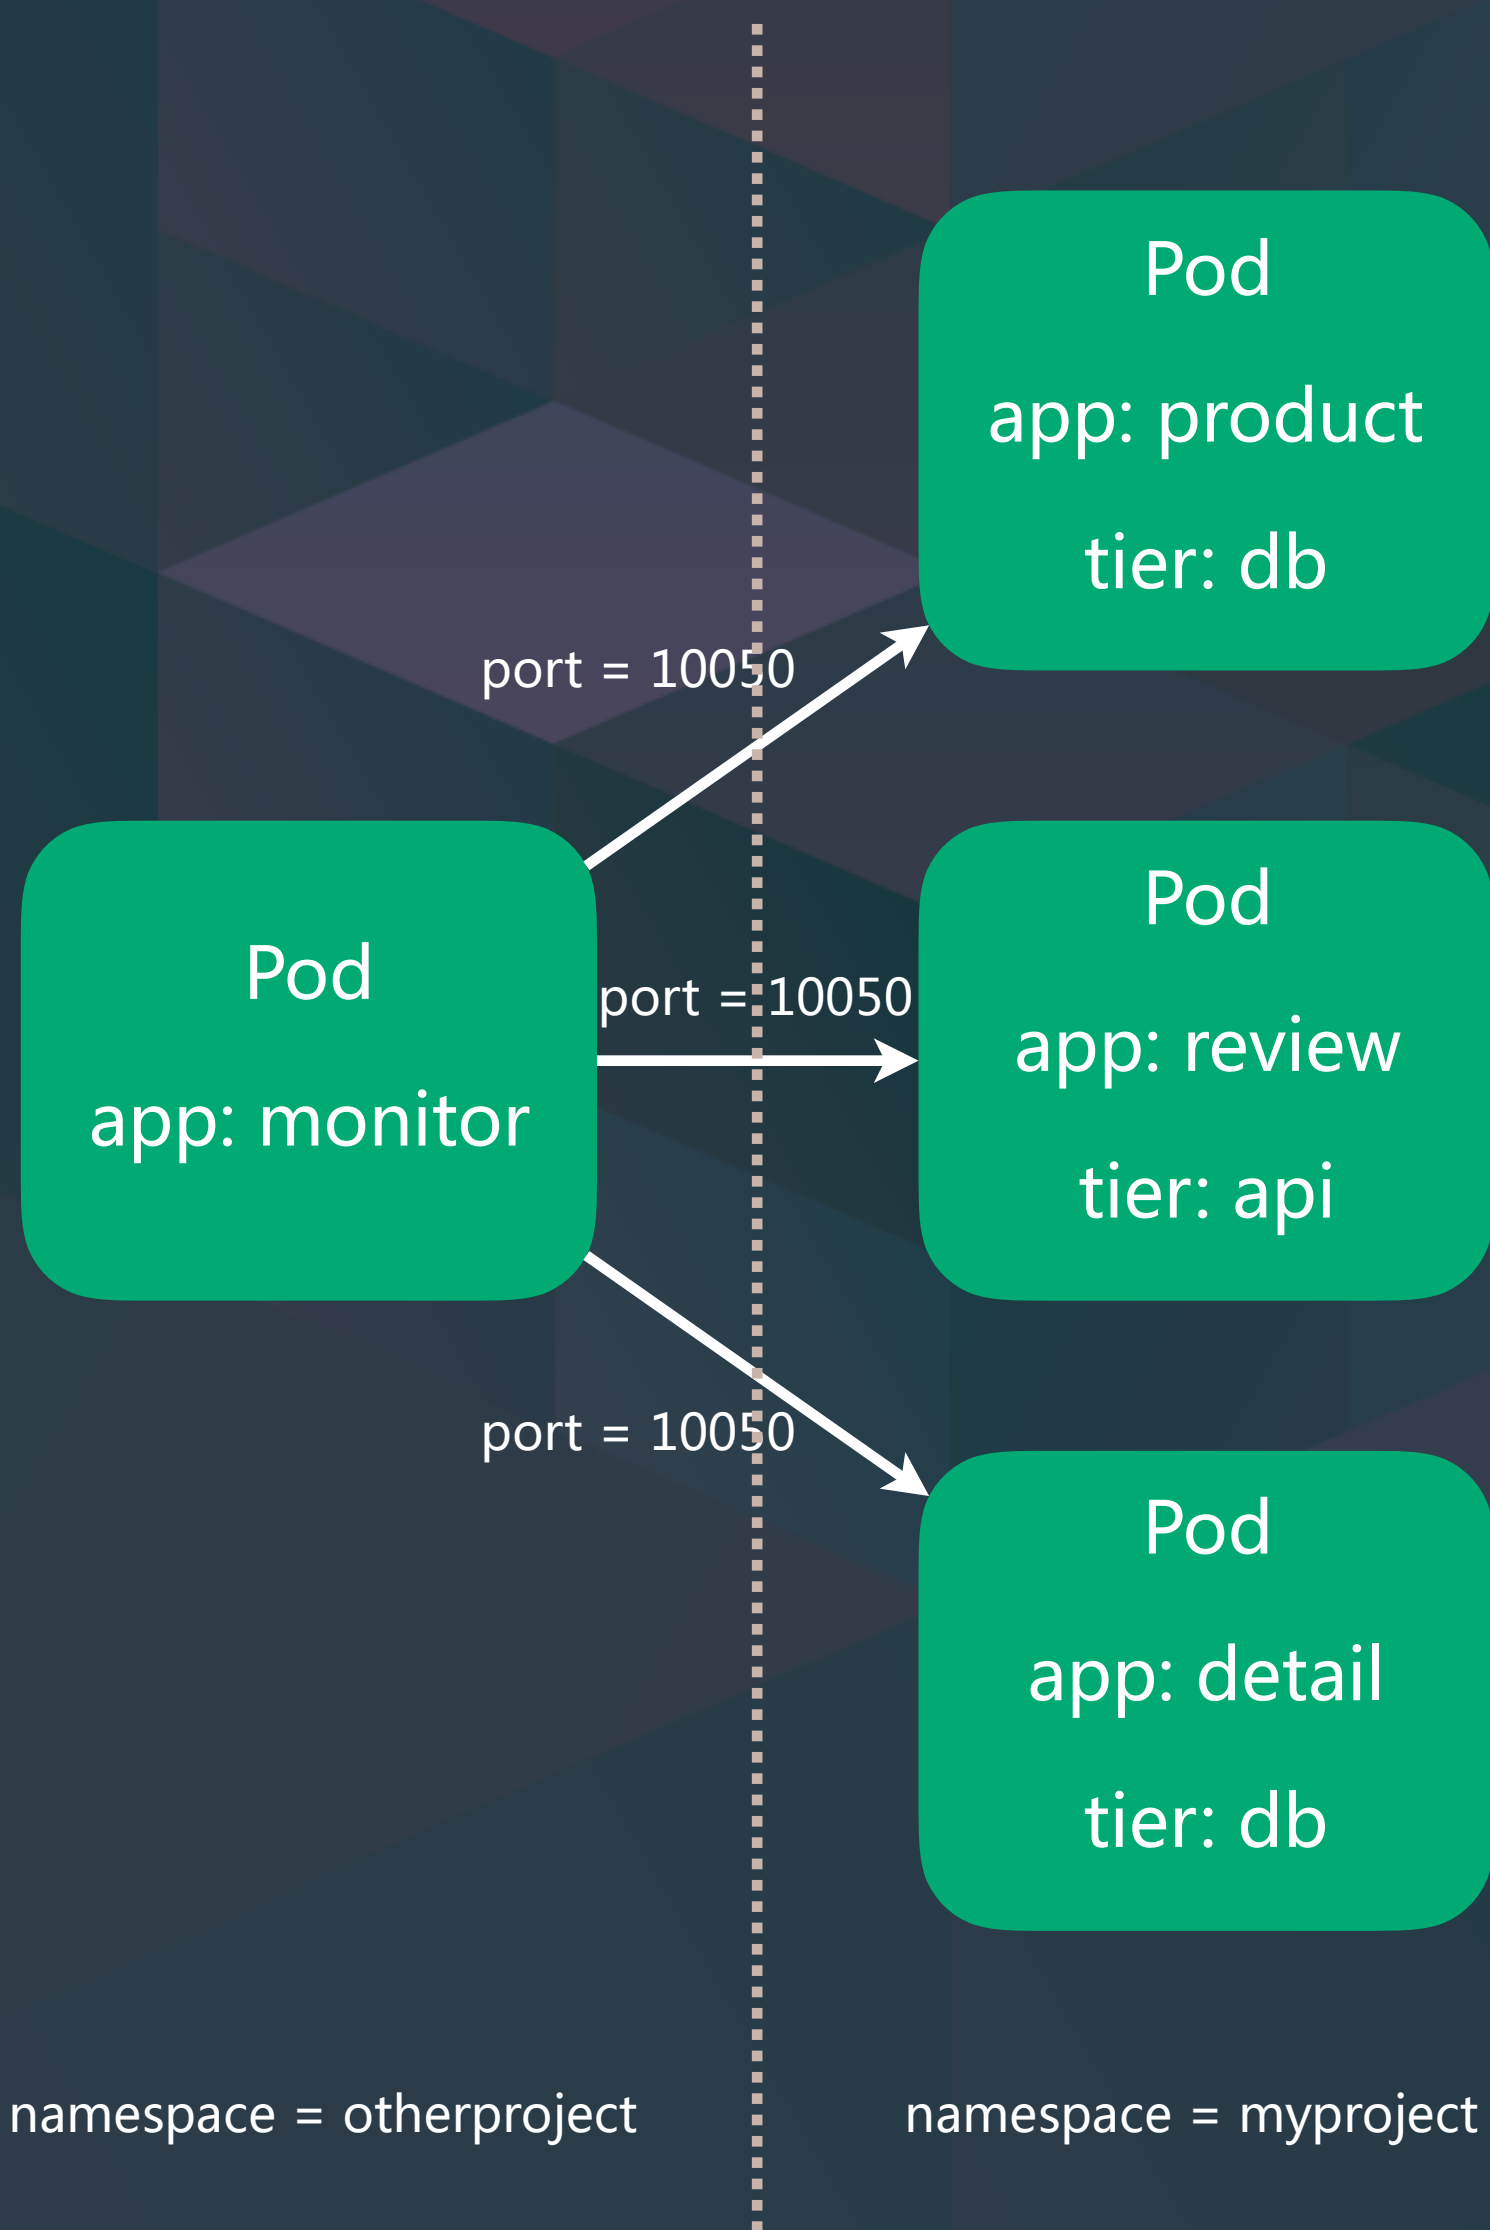 Pod
app: product
tier: db
port = 10050
Pod
app: monitor
port = 10050
Pod
app: review
tier: api
port = 10050
Pod
app: detail
tier: db
namespace = otherproject
namespace = myproject